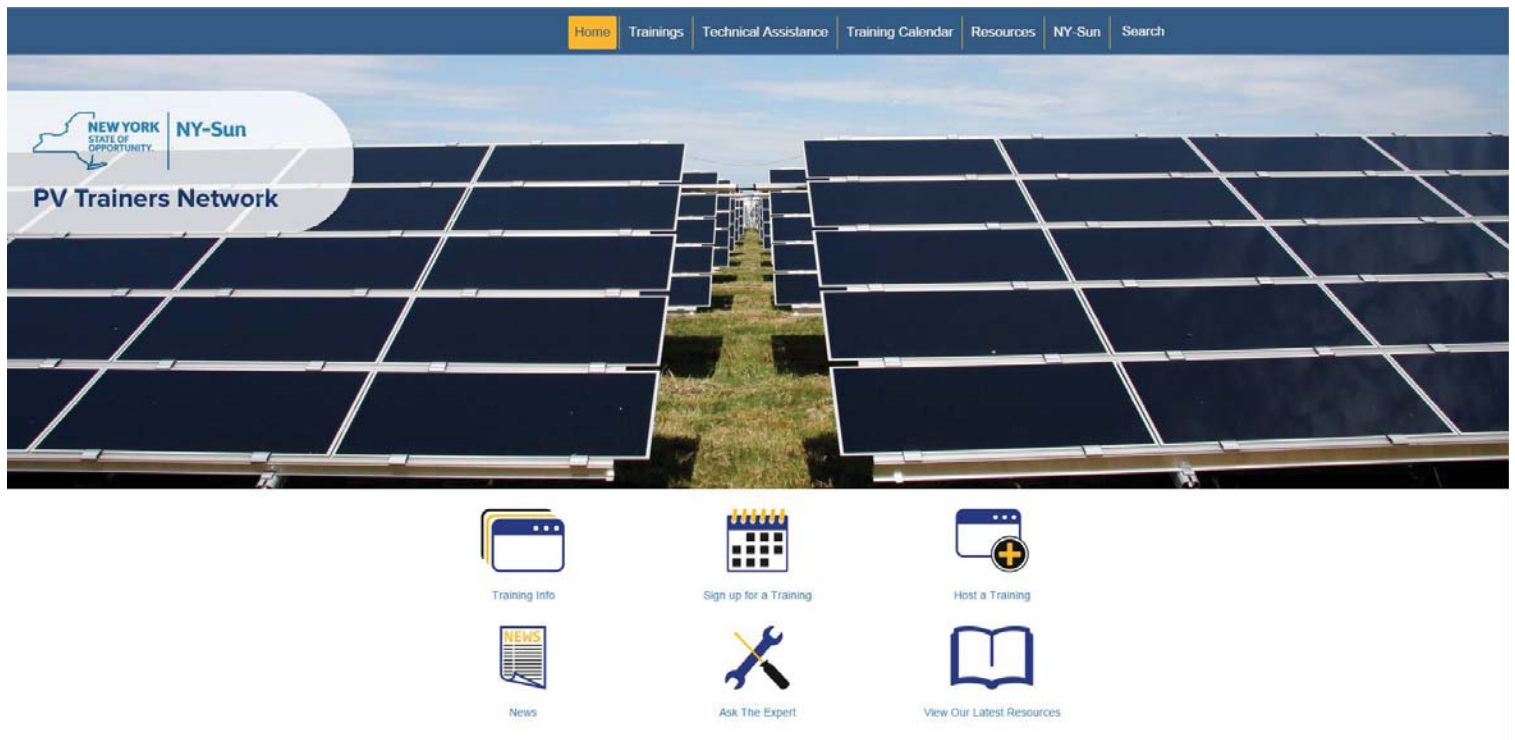 Home
Trainings
Technical Assistance
Training Calendar
Resources
NY-Sun
Search
NEW YORK
STATE OF
OPPORTUNITY.
NY-Sun
PV Trainers Network
Training Info
Sign up for a Training
Host a Training
NEWS
News
Ask The Expert
View Our Latest Resources